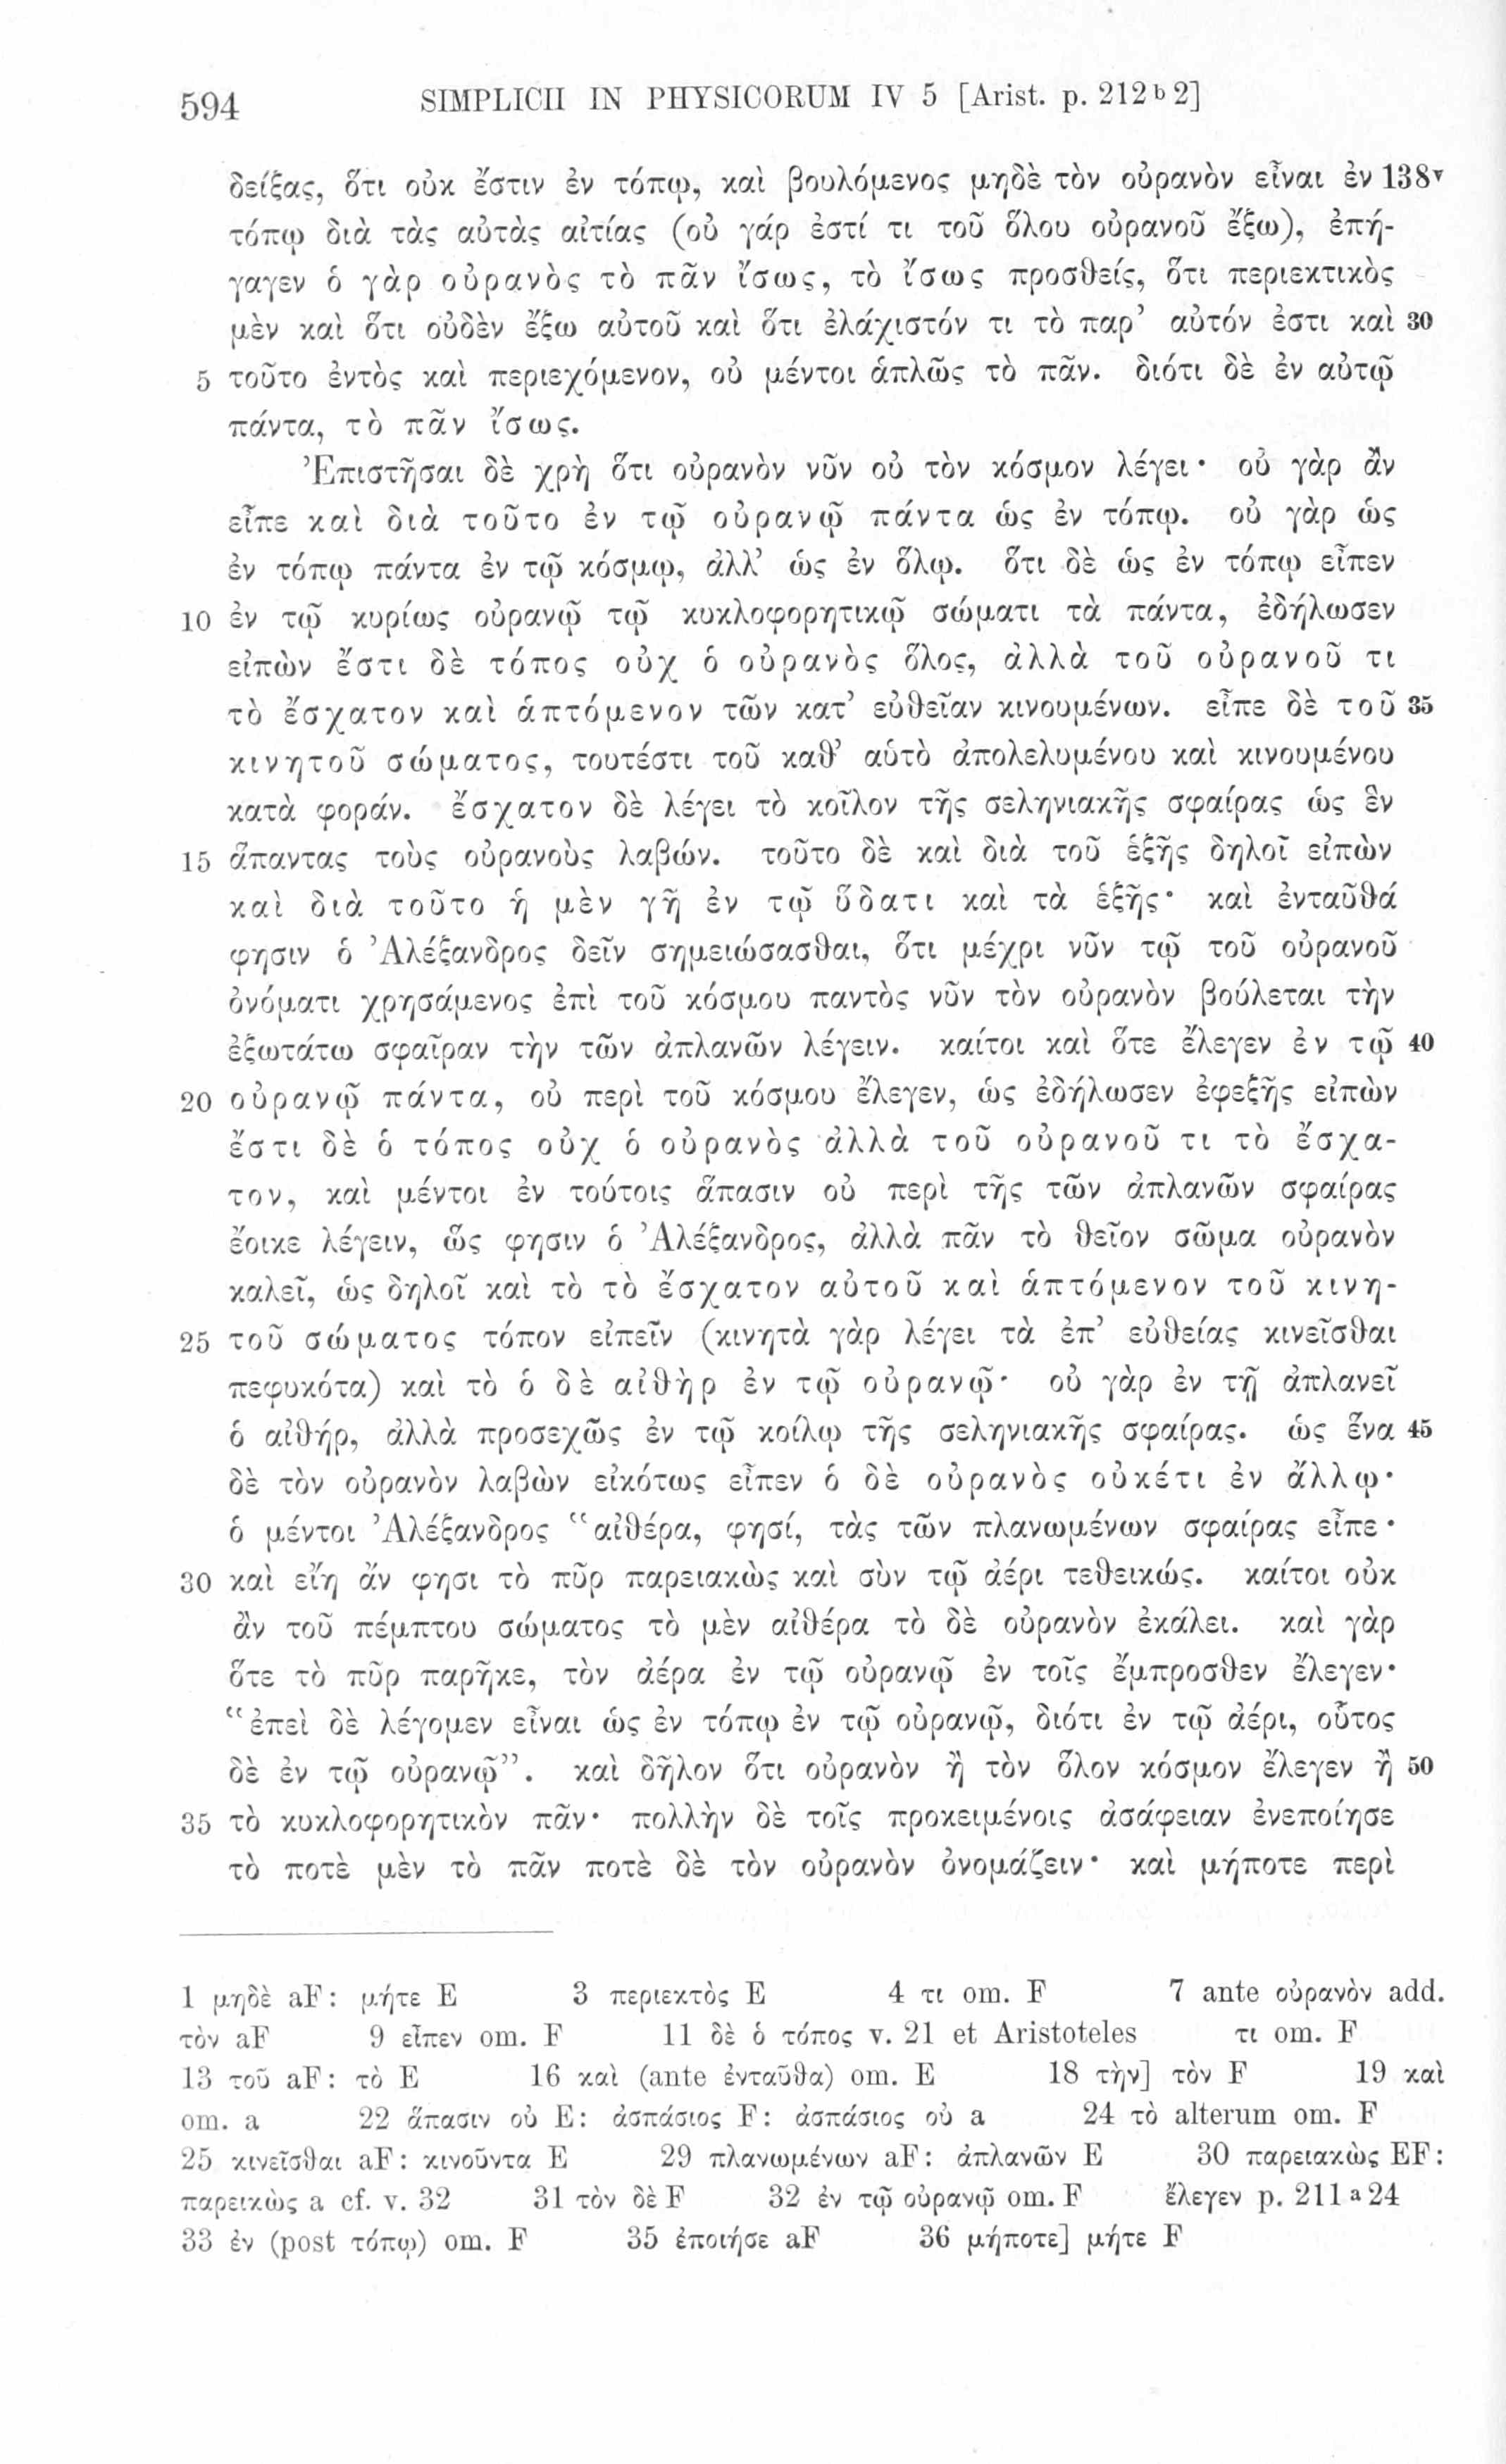 594 SIMPLICII IN PHYSICORUM IV 5 [Arist. p. 212 b 2]
δείξας, ὅτι οὐκ ἔστιν ἐν τόπῳ, καὶ βουλόμενος μηδὲ τὸν οὐρανὸν εἶναι ἐν 138v
τόπῳ διὰ τὰς αὐτὰς αἰτίας (οὐ γάρ ἐστί τι τοῦ ὅλου οὐρανοῦ ἔξω), ἐπή-
γαγεν ὁ γὰρ οὐρανὸς τὸ πᾶν ἴσως, τὸ ἴσως προσθείς, ὅτι περιεκτικὸς
μὲν καὶ ὅτι οὐδὲν ἔξω αὐτοῦ καὶ ὅτι ἐλάχιστόν τι τὸ παρ’ αὐτόν ἐστι καὶ 30
5 τοῦτο ἐντὸς καὶ περιεχόμενον, οὐ μέντοι ἁπλῶς τὸ πᾶν. διότι δὲ ἐν αὐτῷ
πάντα, τὸ πᾶν ἴσως.
Ἐπιστῆσαι δὲ χρὴ ὅτι οὐρανὸν νῦν οὐ τὸν κόσμον λέγει· οὐ γὰρ ἂν
εἶπε καὶ διὰ τοῦτο ἐν τῷ οὐρανῷ πάντα ὡς ἐν τόπῳ. οὐ γὰρ ὡς
ἐν τόπῳ πάντα ἐν τῷ κόσμῳ, ἀλλ’ ὡς ἐν ὅλῳ. ὅτι δὲ ὡς ἐν τόπῳ εἶπεν
10 ἐν τῷ κυρίως οὐρανῷ τῷ κυκλοφορητικῷ σώματι τὰ πάντα, ἐδήλωσεν
εἰπὼν ἔστι δὲ τόπος οὐχ ὁ οὐρανὸς ὅλος, ἀλλὰ τοῦ οὐρανοῦ τι
τὸ ἔσχατον καὶ ἁπτόμενον τῶν κατ’ εὐθεῖαν κινουμένων. εἶπε δὲ τοῦ 35
κινητοῦ σώματος, τουτέστι τοῦ καθ’ αὑτὸ ἀπολελυμένου καὶ κινουμένου
κατὰ φοράν. ἔσχατον δὲ λέγει τὸ κοῖλον τῆς σεληνιακῆς σφαίρας ὡς ἓν
15 ἅπαντας τοὺς οὐρανοὺς λαβών. τοῦτο δὲ καὶ διὰ τοῦ ἑξῆς δηλοῖ εἰπὼν
καὶ διὰ τοῦτο ἡ μὲν γῆ ἐν τῷ ὕδατι καὶ τὰ ἑξῆς· καὶ ἐνταῦθά
φησιν ὁ Ἀλέξανδρος δεῖν σημειώσασθαι, ὅτι μέχρι νῦν τῷ τοῦ οὐρανοῦ
ὀνόματι χρησάμενος ἐπὶ τοῦ κόσμου παντὸς νῦν τὸν οὐρανὸν βούλεται τὴν
ἐξωτάτω σφαῖραν τὴν τῶν ἀπλανῶν λέγειν. καίτοι καὶ ὅτε ἔλεγεν ἐν τῷ 40
20 οὐρανῷ πάντα, οὐ περὶ τοῦ κόσμου ἔλεγεν, ὡς ἐδήλωσεν ἐφεξῆς εἰπὼν
ἔστι δὲ ὁ τόπος οὐχ ὁ οὐρανὸς ἀλλὰ τοῦ οὐρανοῦ τι τὸ ἔσχα-
τον, καὶ μέντοι ἐν τούτοις ἅπασιν οὐ περὶ τῆς τῶν ἀπλανῶν σφαίρας
ἔοικε λέγειν, ὥς φησιν ὁ Ἀλέξανδρος, ἀλλὰ πᾶν τὸ θεῖον σῶμα οὐρανὸν
καλεῖ, ὡς δηλοῖ καὶ τὸ τὸ ἔσχατον αὐτοῦ καὶ ἁπτόμενον τοῦ κινη-
25 τοῦ σώματος τόπον εἰπεῖν (κινητὰ γὰρ λέγει τὰ ἐπ’ εὐθείας κινεῖσθαι
πεφυκότα) καὶ τὸ ὁ δὲ αἰθὴρ ἐν τῷ οὐρανῷ· οὐ γὰρ ἐν τῇ ἀπλανεῖ
ὁ αἰθήρ, ἀλλὰ προσεχῶς ἐν τῷ κοίλῳ τῆς σεληνιακῆς σφαίρας. ὡς ἕνα 45
δὲ τὸν οὐρανὸν λαβὼν εἰκότως εἶπεν ὁ δὲ οὐρανὸς οὐκέτι ἐν ἄλλῳ·
ὁ μέντοι Ἀλέξανδρος “αἰθέρα, φησί, τὰς τῶν πλανωμένων σφαίρας εἶπε·
30 καὶ εἴη ἄν φησι τὸ πῦρ παρειακὼς καὶ σὺν τῷ ἀέρι τεθεικώς. καίτοι οὐκ
ἂν τοῦ πέμπτου σώματος τὸ μὲν αἰθέρα τὸ δὲ οὐρανὸν ἐκάλει. καὶ γὰρ
ὅτε τὸ πῦρ παρῆκε, τὸν ἀέρα ἐν τῷ οὐρανῷ ἐν τοῖς ἔμπροσθεν ἔλεγεν·
“ἐπεὶ δὲ λέγομεν εἶναι ὡς ἐν τόπῳ ἐν τῷ οὐρανῷ, διότι ἐν τῷ ἀέρι, οὗτος
δὲ ἐν τῷ οὐρανῷ”. καὶ δῆλον ὅτι οὐρανὸν ἢ τὸν ὅλον κόσμον ἔλεγεν ἢ 50
35 τὸ κυκλοφορητικὸν πᾶν· πολλὴν δὲ τοῖς προκειμένοις ἀσάφειαν ἐνεποίησε
τὸ ποτὲ μὲν τὸ πᾶν ποτὲ δὲ τὸν οὐρανὸν ὀνομάζειν· καὶ μήποτε περὶ
1 μηδὲ aF: μήτε E 3 περιεκτὸς E 4 τι om. F 7 ante οὐρανὸν add.
τὸν aF 9 εἶπεν om. F 11 δὲ ὁ τόπος v. 21 et Aristoteles τι om. F
13 τοῦ aF: τὸ E 16 καὶ (ante ἐνταῦθα) om. E 18 τὴν] τὸν F 19 καὶ
om. a 22 ἅπασιν οὐ E: ἀσπάσιος F: ἀσπάσιος οὐ a 24 τὸ alterum om. F
25 κινεῖσθαι aF: κινοῦντα E 29 πλανωμένων aF: ἀπλανῶν E 30 παρειακὼς EF:
παρεικὼς a cf. v. 32 31 τὸν δὲ F 32 ἐν τῷ οὐρανῷ om. F ἔλεγεν p. 211 a 24
33 ἐν (post τόπῳ) om. F 35 ἐποιήσε aF 36 μήποτε] μήτε F